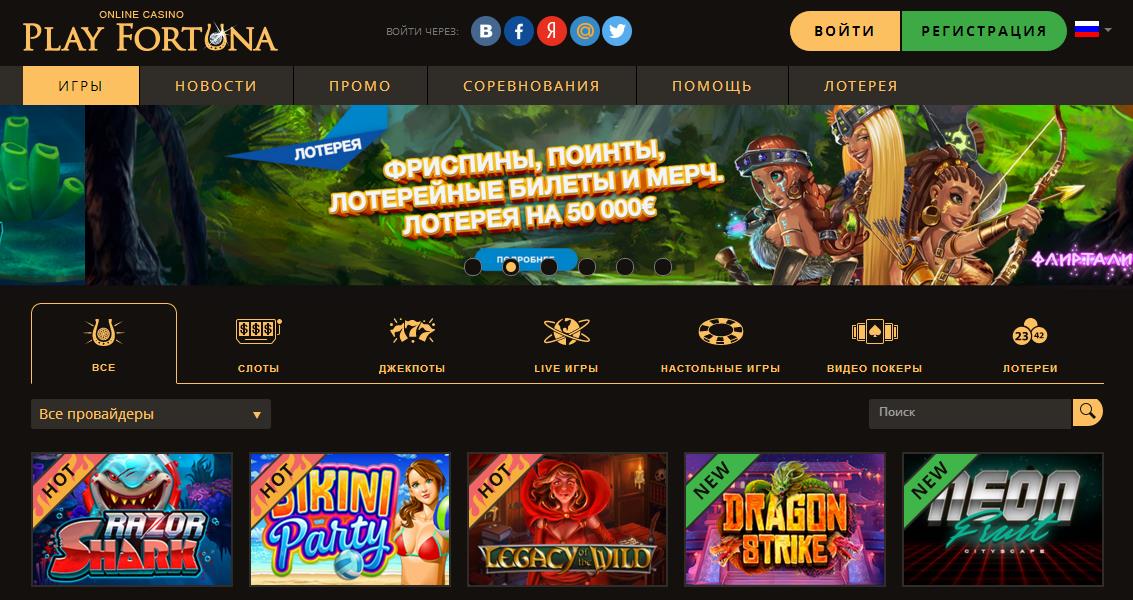 ONLINE CASINO
PLAY FORTUNA
ВОЙТИ ЧЕРЕЗ:
ВОЙТИ
РЕГИСТРАЦИЯ
ИГРЫ
НОВОСТИ
ПРОМО
СОРЕВНОВАНИЯ
ПОМОЩЬ
ЛОТЕРЕЯ
ЛОТЕРЕЯ
ФРИСПИНЫ, ПОИНТЫ,
ЛОТЕРЕЙНЫЕ БИЛЕТЫ И МЕРЧ.
ЛОТЕРЕЯ НА 50 000€
ПОДРОБНЕЕ
ВСЕ
СЛОТЫ
ДЖЕКПОТЫ
LIVE ИГРЫ
НАСТОЛЬНЫЕ ИГРЫ
ВИДЕО ПОКЕРЫ
23 42
ЛОТЕРЕИ
Все провайдеры
Поиск
HOT
RAZOR
SHARK
HOT
BIKINI
Party
HOT
LEGACY OF THE WILD
NEW
DRAGON
STRIKE
NEW
NEON
Fruit
CITYSCAPE